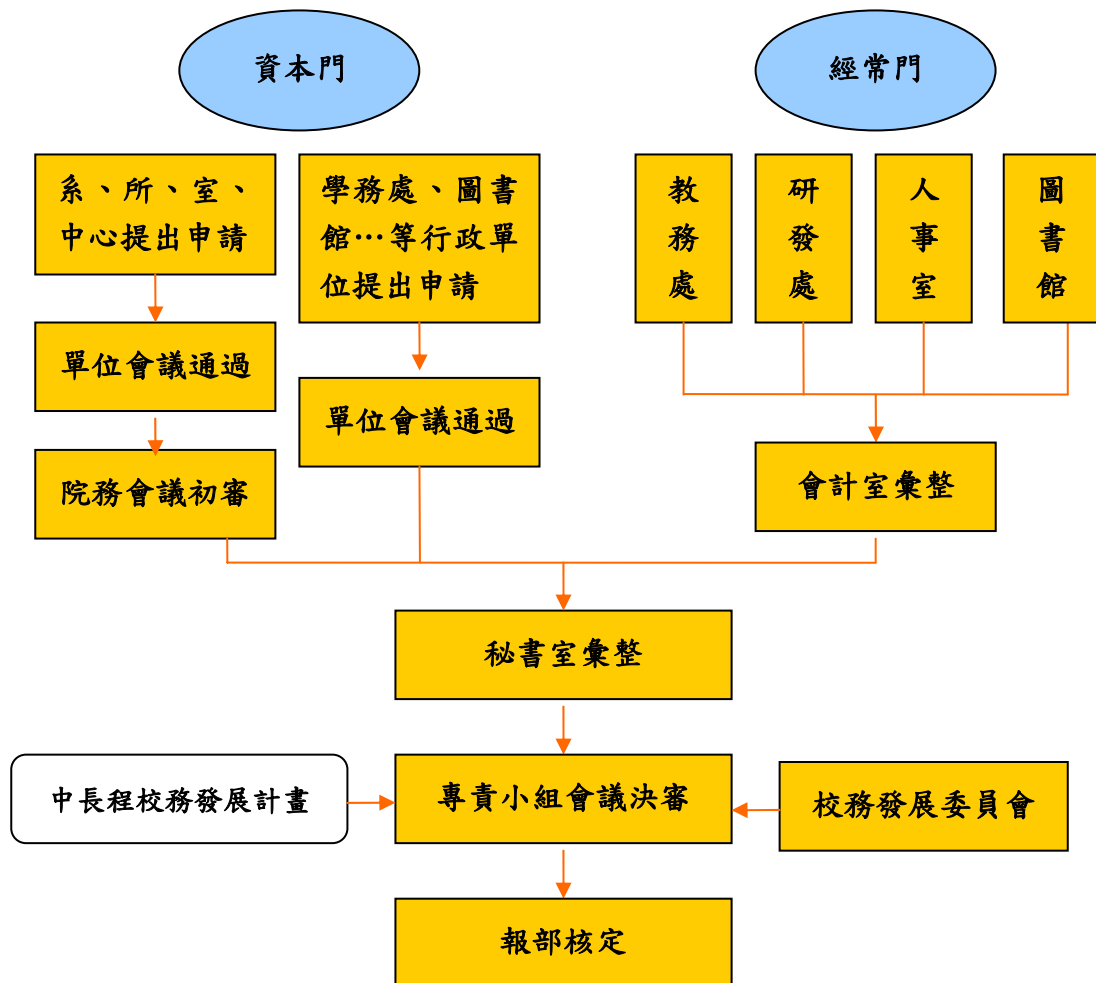 資本門
經常門
系、所、室、
中心提出申請
學務處、圖書
館…等行政單
位提出申請
教
務
處
研
發
處
人
事
室
圖
書
館
單位會議通過
單位會議通過
院務會議初審
會計室彙整
秘書室彙整
中長程校務發展計畫
專責小組會議決審
校務發展委員會
報部核定